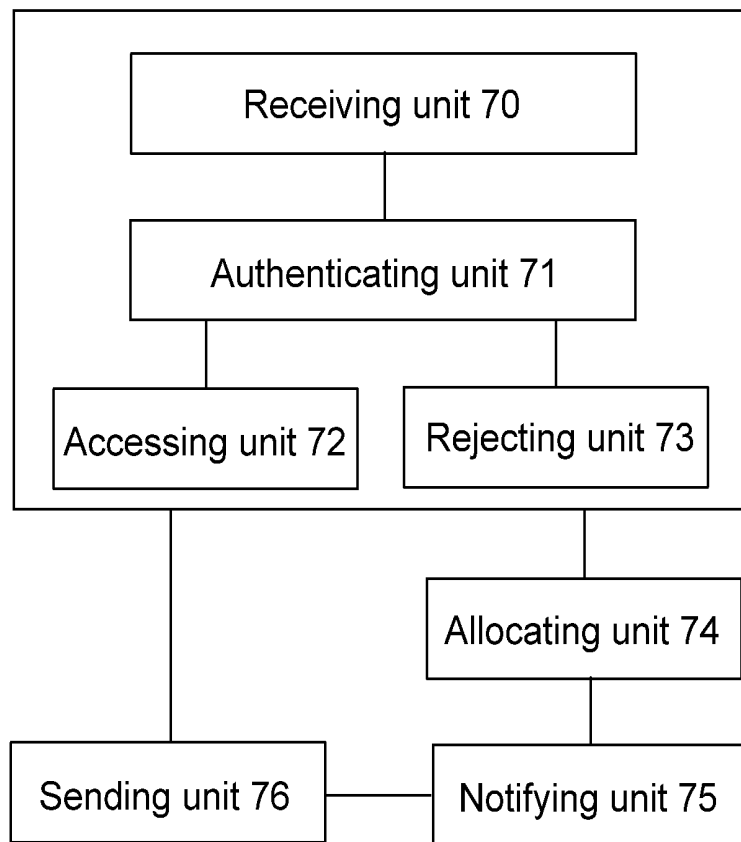 Receiving unit 70
Authenticating unit 71
Accessing unit 72
Rejecting unit 73
Allocating unit 74
Sending unit 76
Notifying unit 75